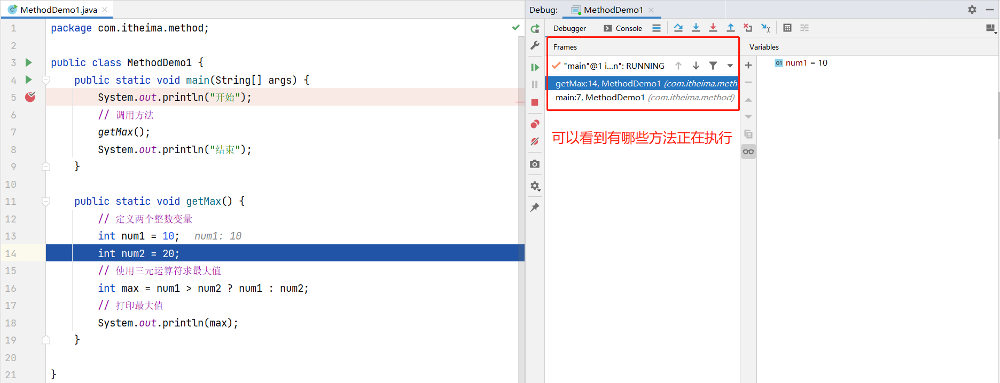 MethodDemo1.java
1 package com.itheima.method;
2
3 public class MethodDemo1 {
4 public static void main(String[] args) {
5 System.out.println("开始");
6 // 调用方法
7 getMax();
8 System.out.println("结束");
9 }
10
11 public static void getMax() {
12 // 定义两个整数变量
13 int num1 = 10; num1: 10
14 int num2 = 20;
15 // 使用三元运算符求最大值
16 int max = num1 > num2 ? num1 : num2;
17 // 打印最大值
18 System.out.println(max);
19 }
20
21 }
Debug: MethodDemo1
Debugger Console
Frames
"main"@1 i...n": RUNNING
getMax:14, MethodDemo1 (com.itheima.meth
main:7, MethodDemo1 (com.itheima.method)
可以看到有哪些方法正在执行
Variables
01 num1 = 10